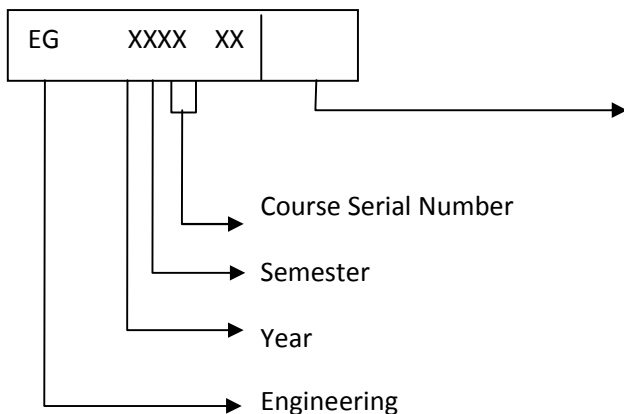 EG XXXX XX
Course Serial Number
Semester
Year
Engineering